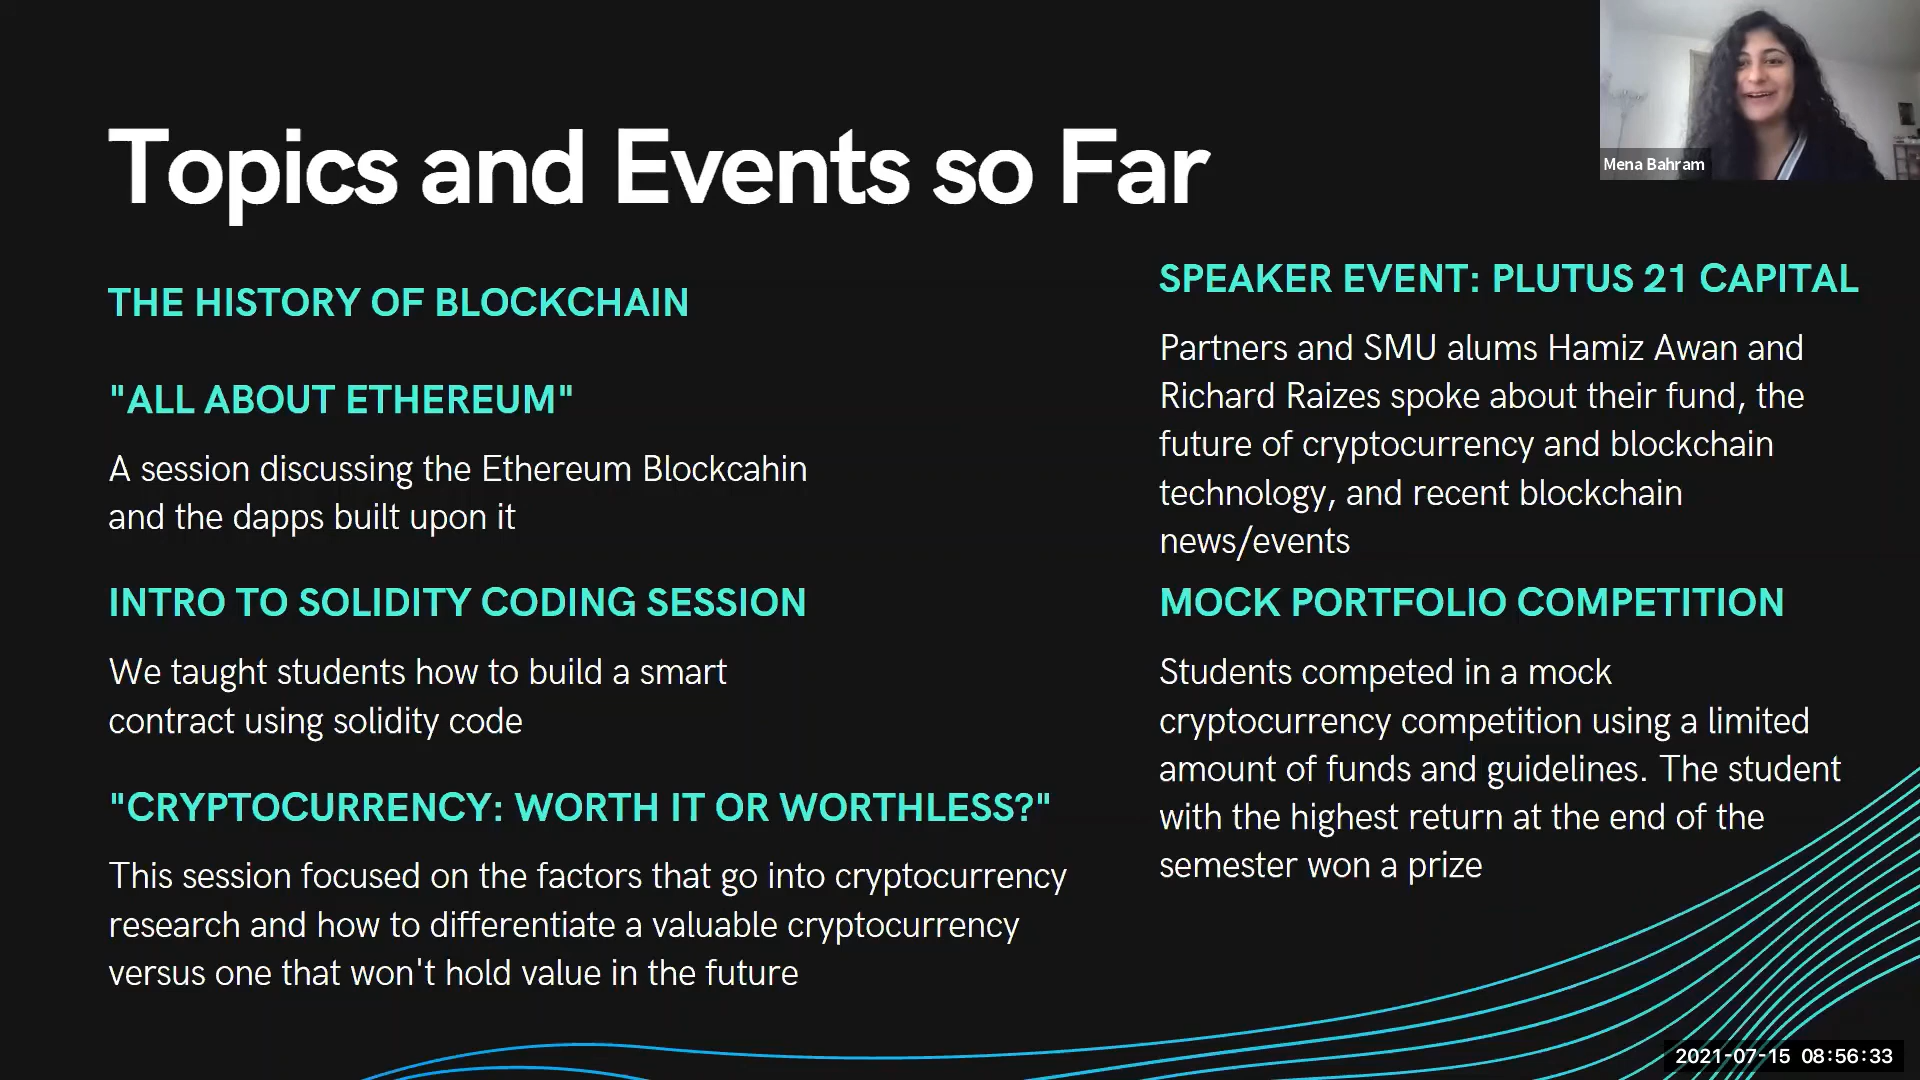 Topics and Events so Far
Mena Bahram
THE HISTORY OF BLOCKCHAIN
"ALL ABOUT ETHEREUM"
A session discussing the Ethereum Blockcahin
and the dapps built upon it
INTRO TO SOLIDITY CODING SESSION
We taught students how to build a smart
contract using solidity code
"CRYPTOCURRENCY: WORTH IT OR WORTHLESS?"
This session focused on the factors that go into cryptocurrency
research and how to differentiate a valuable cryptocurrency
versus one that won't hold value in the future
SPEAKER EVENT: PLUTUS 21 CAPITAL
Partners and SMU alums Hamiz Awan and
Richard Raizes spoke about their fund, the
future of cryptocurrency and blockchain
technology, and recent blockchain
news/events
MOCK PORTFOLIO COMPETITION
Students competed in a mock
cryptocurrency competition using a limited
amount of funds and guidelines. The student
with the highest return at the end of the
semester won a prize
2021-07-15 08:56:33